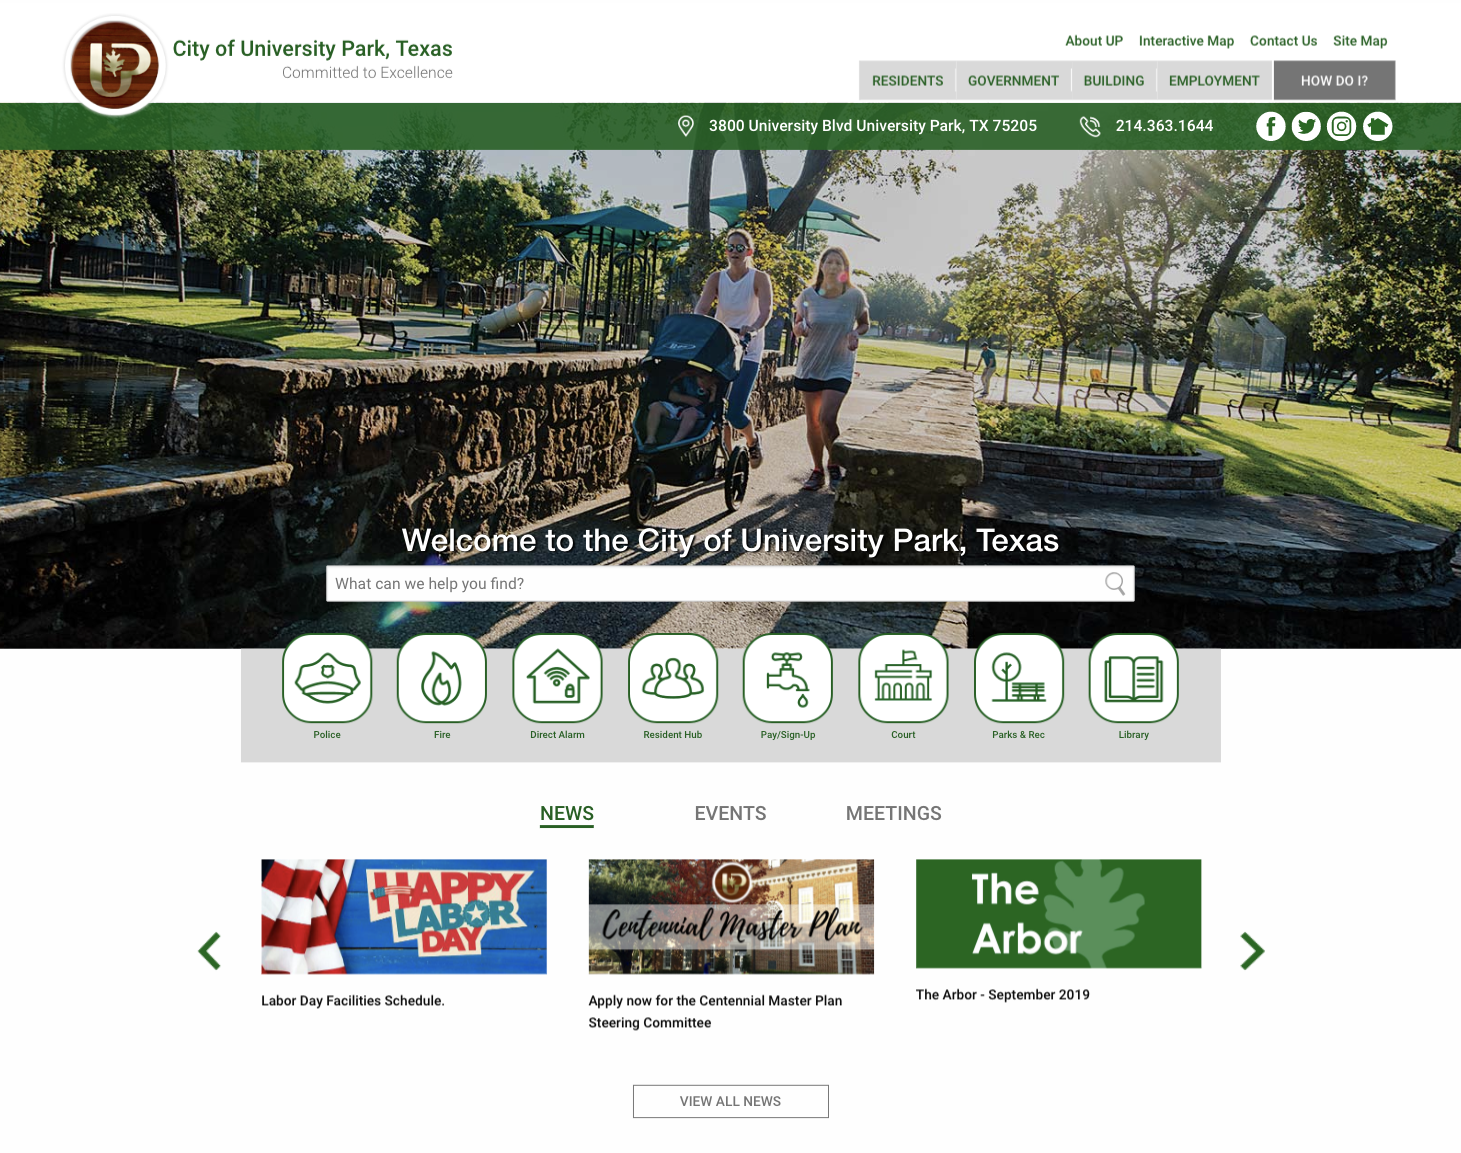 UP
City of University Park, Texas
Committed to Excellence
About UP Interactive Map Contact Us Site Map
RESIDENTS GOVERNMENT BUILDING EMPLOYMENT HOW DO I?
3800 University Blvd University Park, TX 75205 214.363.1644
Welcome to the City of University Park, Texas
What can we help you find?
Police Fire Direct Alarm Resident Hub Pay/Sign-Up Court Parks & Rec Library
NEWS EVENTS MEETINGS
HAPPY
LABOR
DAY
Labor Day Facilities Schedule.
UP
Centennial Master Plan
Apply now for the Centennial Master Plan
Steering Committee
The
Arbor
The Arbor - September 2019
VIEW ALL NEWS